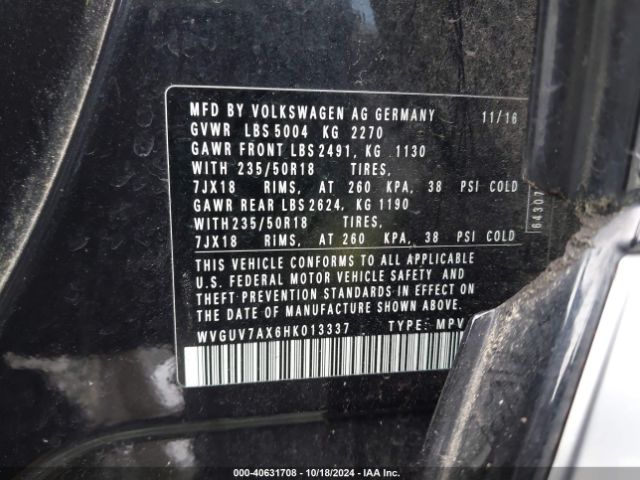 MFD BY VOLKSWAGEN AG GERMANY 11/16
GVWR LBS 5004 KG 2270
GAWR FRONT LBS 2491, KG 1130
WITH 235/50R18 TIRES,
7JX18 RIMS, AT 260 KPA, 38 PSI COLD
GAWR REAR LBS 2624, KG 1190
WITH 235/50R18 TIRES,
7JX18 RIMS, AT 260 KPA, 38 PSI COLD
THIS VEHICLE CONFORMS TO ALL APPLICABLE
U.S. FEDERAL MOTOR VEHICLE SAFETY AND
THEFT PREVENTION STANDARDS IN EFFECT ON
THE DATE OF MANUFACTURE SHOWN ABOVE.
WVGUV7AX6HK013337 TYPE: MPV
64307
000-40631708 | 10/18/2024 | IAA Inc.